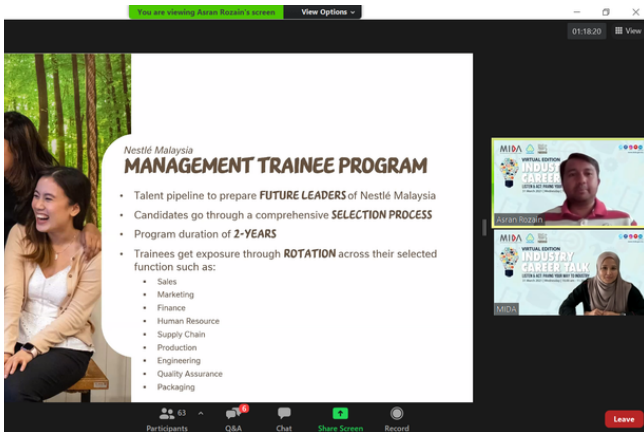 You are viewing Asran Rozain's screen
View Options
01:18:20
View
Nestlé Malaysia
MANAGEMENT TRAINEE PROGRAM
• Talent pipeline to prepare FUTURE LEADERS of Nestlé Malaysia
• Candidates go through a comprehensive SELECTION PROCESS
• Program duration of 2-YEARS
• Trainees get exposure through ROTATION across their selected
function such as:
▪ Sales
▪ Marketing
▪ Finance
▪ Human Resource
▪ Supply Chain
▪ Production
▪ Engineering
▪ Quality Assurance
▪ Packaging
MIDA
VIRTUAL EDITION
INDUST
CAREER
Asran Rozain
MIDA
VIRTUAL EDITION
INDUSTRY
CAREER TALK
MIDA
63
6
Participants
Q&A
Chat
Share Screen
Record
Leave